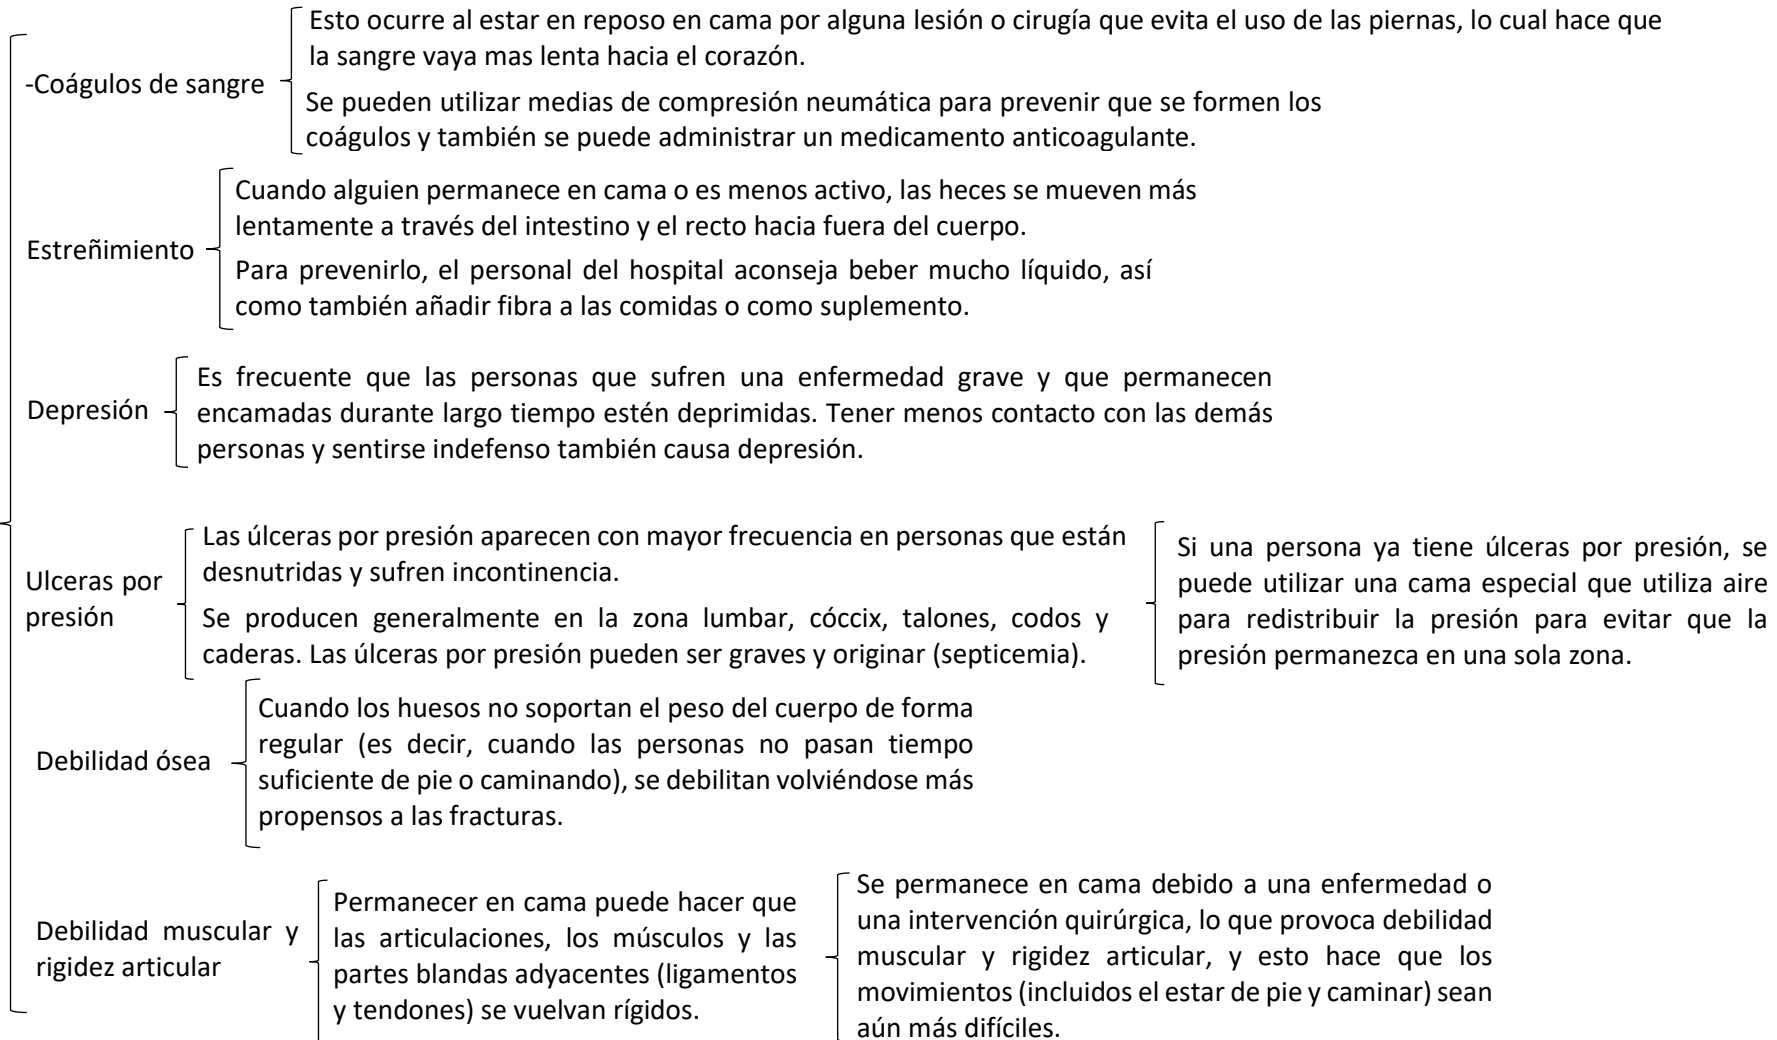 Esto ocurre al estar en reposo en cama por alguna lesión o cirugía que evita el uso de las piernas, lo cual hace que
la sangre vaya mas lenta hacia el corazón.
-Coágulos de sangre
Se pueden utilizar medias de compresión neumática para prevenir que se formen los
coágulos y también se puede administrar un medicamento anticoagulante.
Cuando alguien permanece en cama o es menos activo, las heces se mueven más
lentamente a través del intestino y el recto hacia fuera del cuerpo.
Estreñimiento
Para prevenirlo, el personal del hospital aconseja beber mucho líquido, así
como también añadir fibra a las comidas o como suplemento.
Depresión
Es frecuente que las personas que sufren una enfermedad grave y que permanecen
encamadas durante largo tiempo estén deprimidas. Tener menos contacto con las demás
personas y sentirse indefenso también causa depresión.
Ulceras por
presión
Las úlceras por presión aparecen con mayor frecuencia en personas que están
desnutridas y sufren incontinencia.
Se producen generalmente en la zona lumbar, cóccix, talones, codos y
caderas. Las úlceras por presión pueden ser graves y originar (septicemia).
Si una persona ya tiene úlceras por presión, se
puede utilizar una cama especial que utiliza aire
para redistribuir la presión para evitar que la
presión permanezca en una sola zona.
Debilidad ósea
Cuando los huesos no soportan el peso del cuerpo de forma
regular (es decir, cuando las personas no pasan tiempo
suficiente de pie o caminando), se debilitan volviéndose más
propensos a las fracturas.
Debilidad muscular y
rigidez articular
Permanecer en cama puede hacer que
las articulaciones, los músculos y las
partes blandas adyacentes (ligamentos
y tendones) se vuelvan rígidos.
Se permanece en cama debido a una enfermedad o
una intervención quirúrgica, lo que provoca debilidad
muscular y rigidez articular, y esto hace que los
movimientos (incluidos el estar de pie y caminar) sean
aún más difíciles.